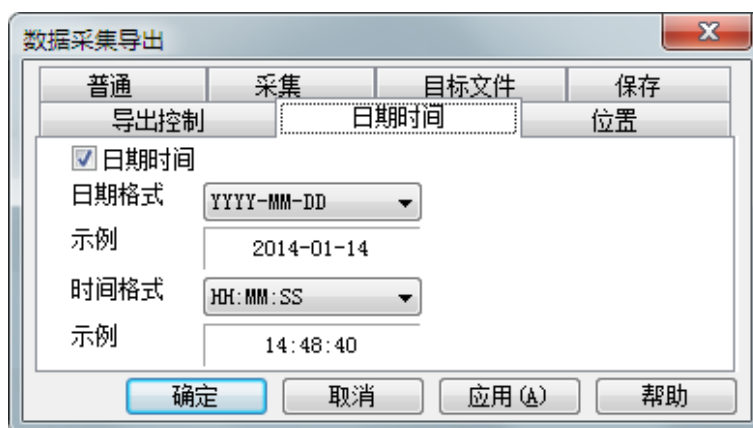 数据采集导出
普通 采集 目标文件 保存
导出控制 日期时间 位置
日期时间
日期格式 YYYY-MM-DD
示例 2014-01-14
时间格式 HH:MM:SS
示例 14:48:40
确定 取消 应用(A) 帮助